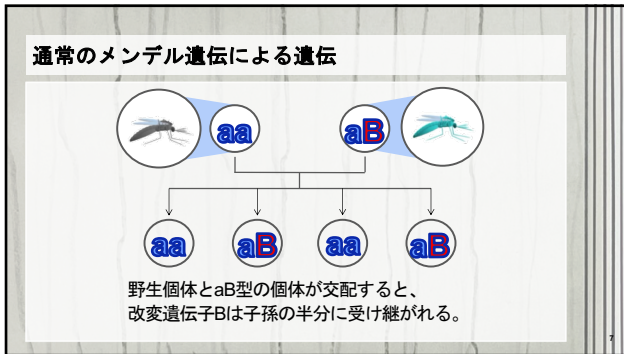 通常のメンデル遺伝による遺伝
aa
aB
aa
aB
aa
aB
野生個体とaB型の個体が交配すると、
改変遺伝子Bは子孫の半分に受け継がれる。
7